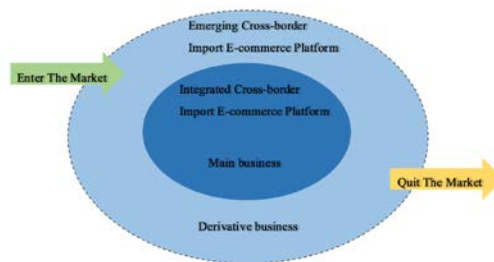 Emerging Cross-border
Import E-commerce Platform
Enter The Market
Integrated Cross-border
Import E-commerce Platform
Main business
Quit The Market
Derivative business